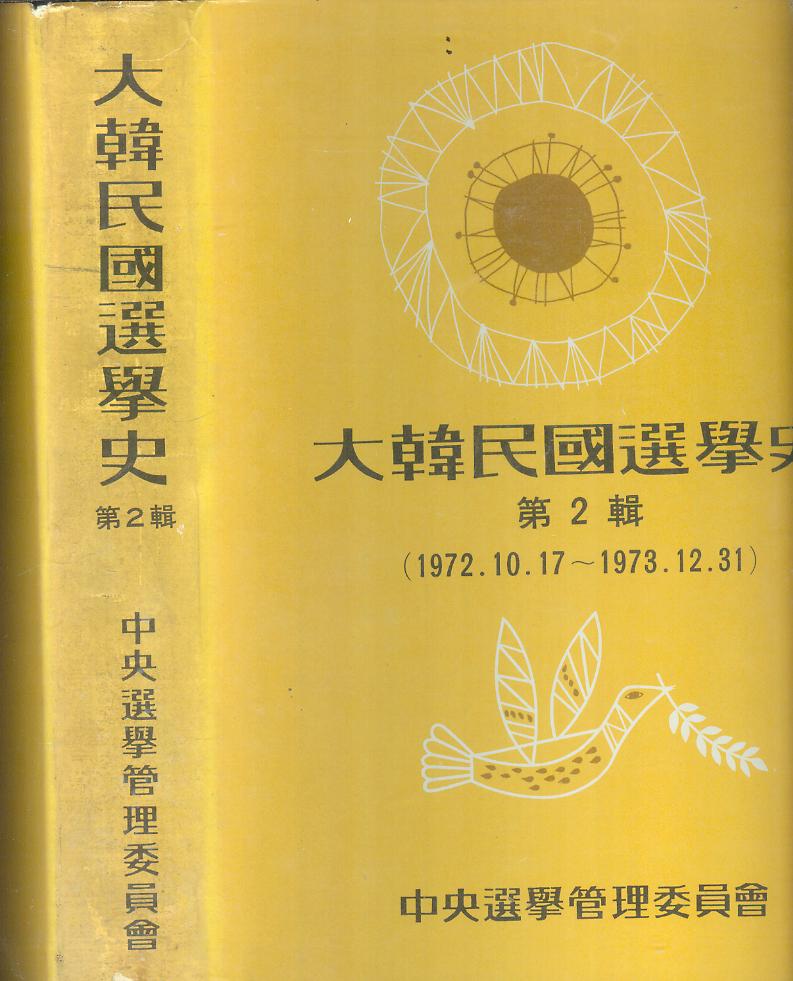 大韓民國選擧史
第2輯
中央選擧管理委員會
大韓民國選擧史
第 2 輯
(1972.10.17～1973.12.31)
中央選擧管理委員會